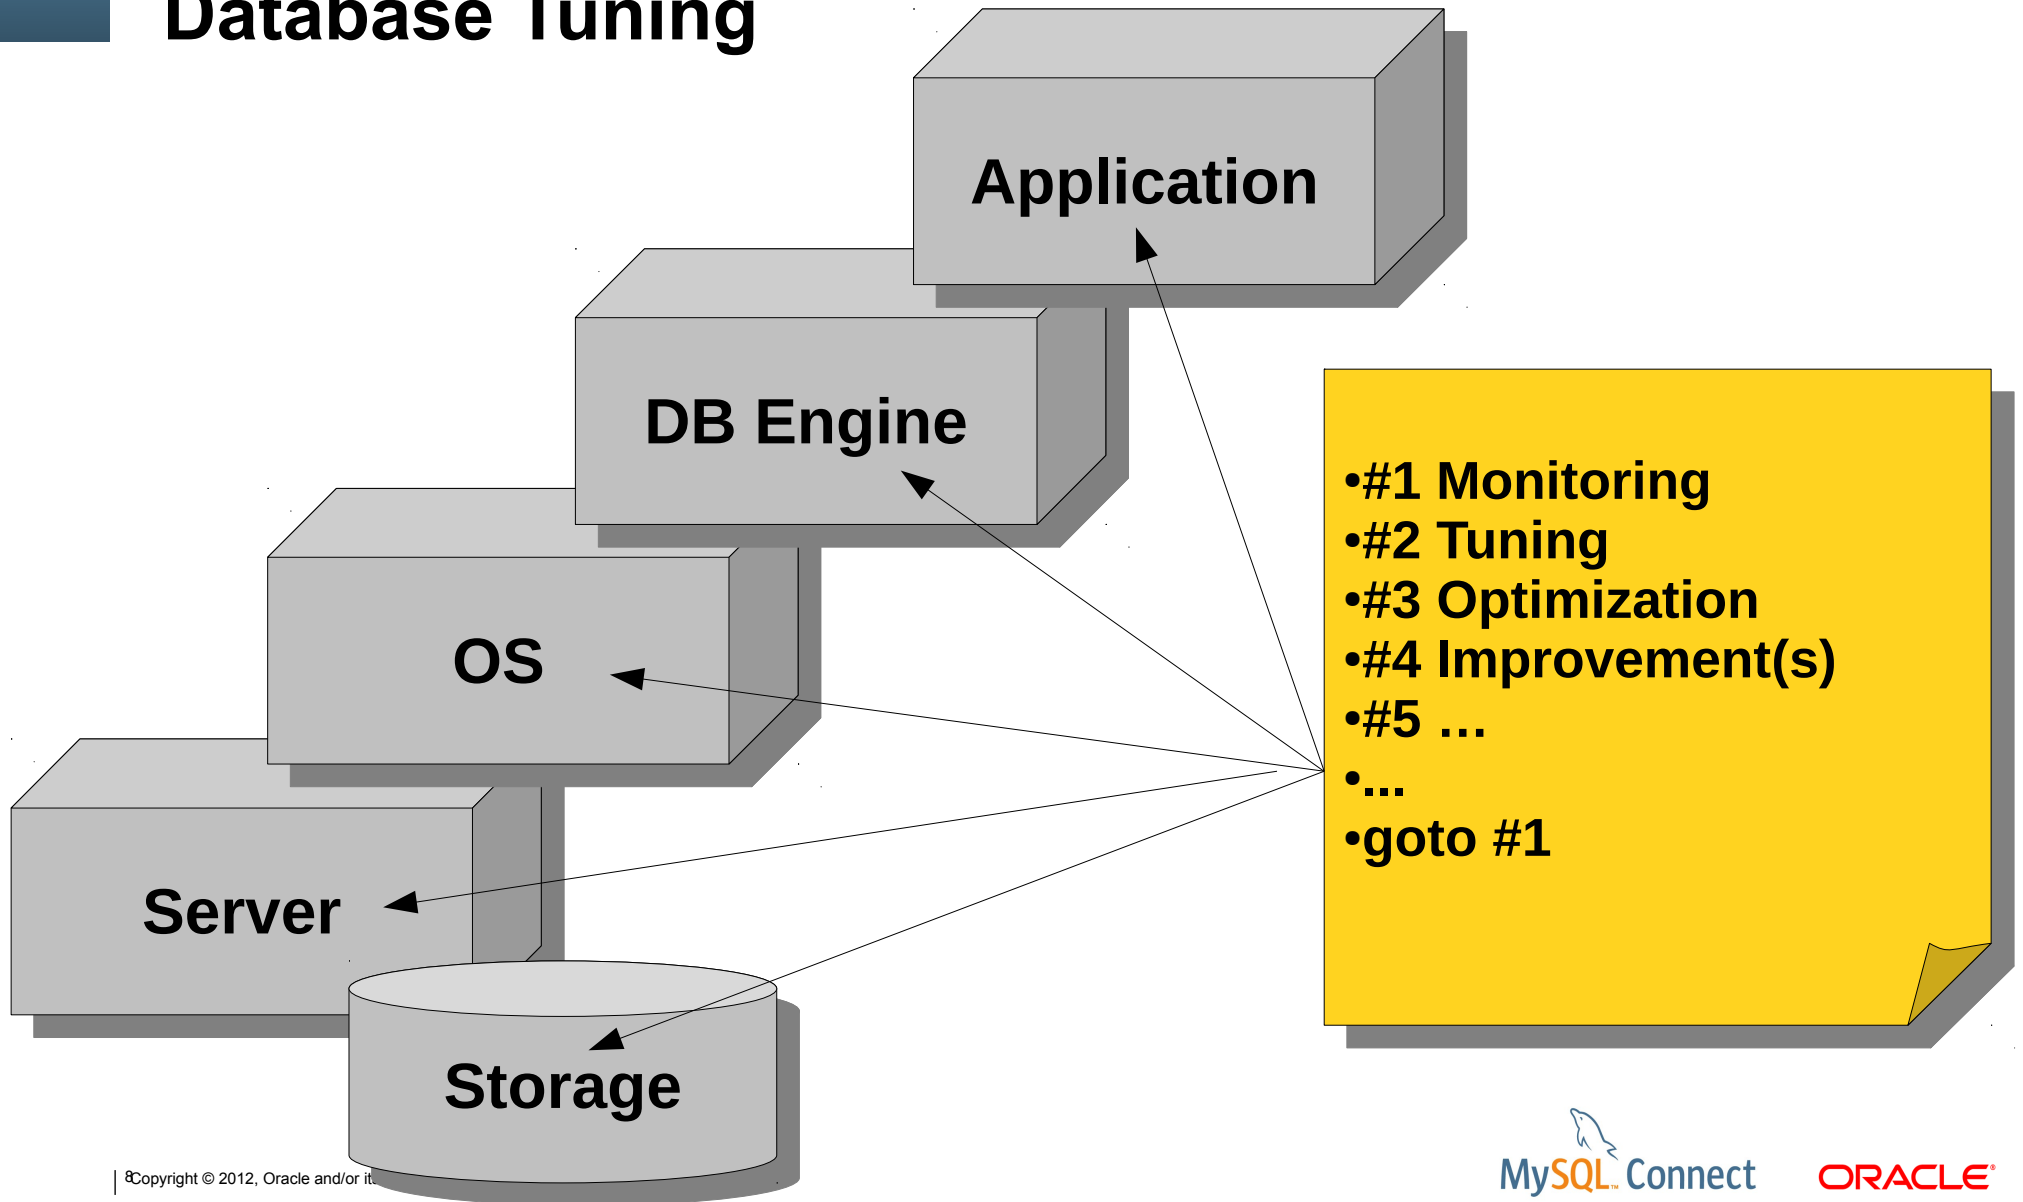 Database Tuning
Application
DB Engine
OS
Server
Storage
•#1 Monitoring
•#2 Tuning
•#3 Optimization
•#4 Improvement(s)
•#5 …
•...
•goto #1
8
Copyright © 2012, Oracle and/or
MySQL Connect
ORACLE